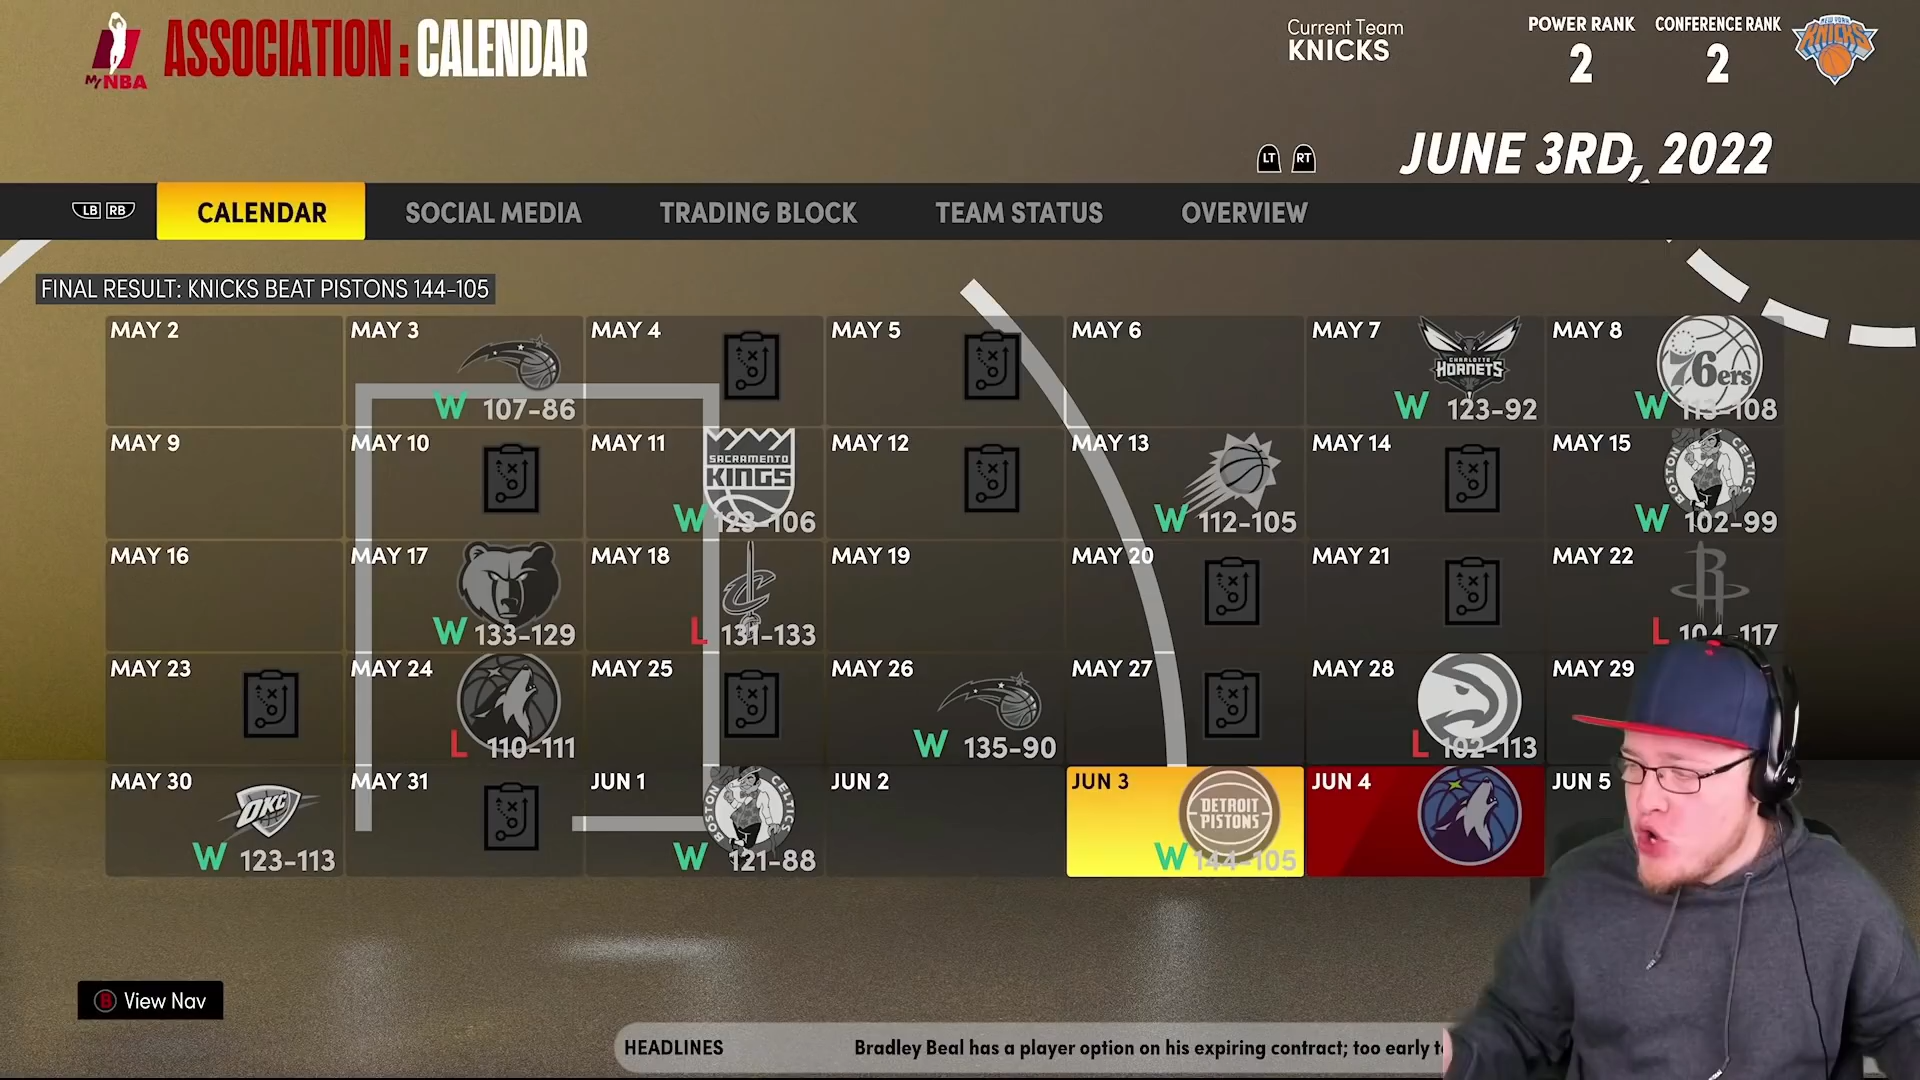 MyNBA
ASSOCIATION: CALENDAR
Current Team
KNICKS
POWER RANK
2
CONFERENCE RANK
2
NEW YORK
KNICKS
LT RT
JUNE 3RD, 2022
LB RB
CALENDAR
SOCIAL MEDIA
TRADING BLOCK
TEAM STATUS
OVERVIEW
FINAL RESULT: KNICKS BEAT PISTONS 144-105
MAY 2
MAY 3
W 107-86
MAY 4
MAY 5
MAY 6
MAY 7
CHARLOTTE
HORNETS
W 123-92
MAY 8
76ers
W 113-108
MAY 9
MAY 10
MAY 11
SACRAMENTO
KINGS
W 123-106
MAY 12
MAY 13
W 112-105
MAY 14
MAY 15
BOSTON CELTICS
W 102-99
MAY 16
MAY 17
W 133-129
MAY 18
L 131-133
MAY 19
MAY 20
MAY 21
MAY 22
R
L 104-117
MAY 23
MAY 24
L 110-111
MAY 25
MAY 26
W 135-90
MAY 27
MAY 28
L 102-113
MAY 29
MAY 30
OKC
W 123-113
MAY 31
JUN 1
BOSTON CELTICS
W 121-88
JUN 2
JUN 3
DETROIT
PISTONS
W 144-105
JUN 4
JUN 5
B View Nav
HEADLINES
Bradley Beal has a player option on his expiring contract; too early